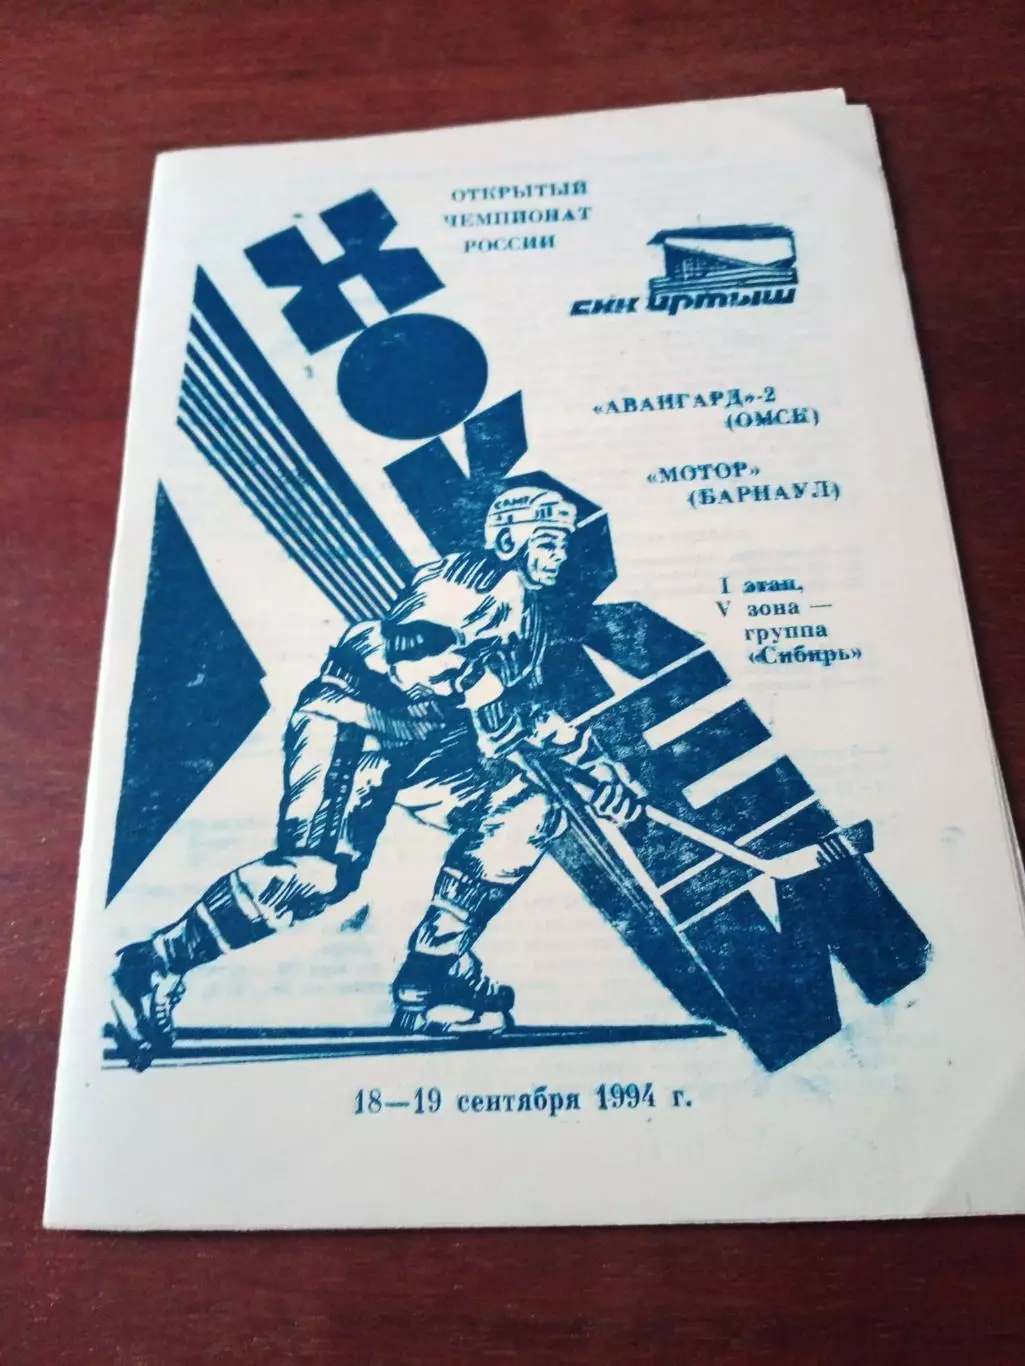 ОТКРЫТЫЙ
ЧЕМПИОНАТ
РОССИИ
ХОККЕЙ
СКК иртыш
«АВАНГАРД»-2
(ОМСК)
«МОТОР»
(БАРНАУЛ)
CAMP
I этап,
V зона —
группа
«Сибирь»
18—19 сентября 1994 г.